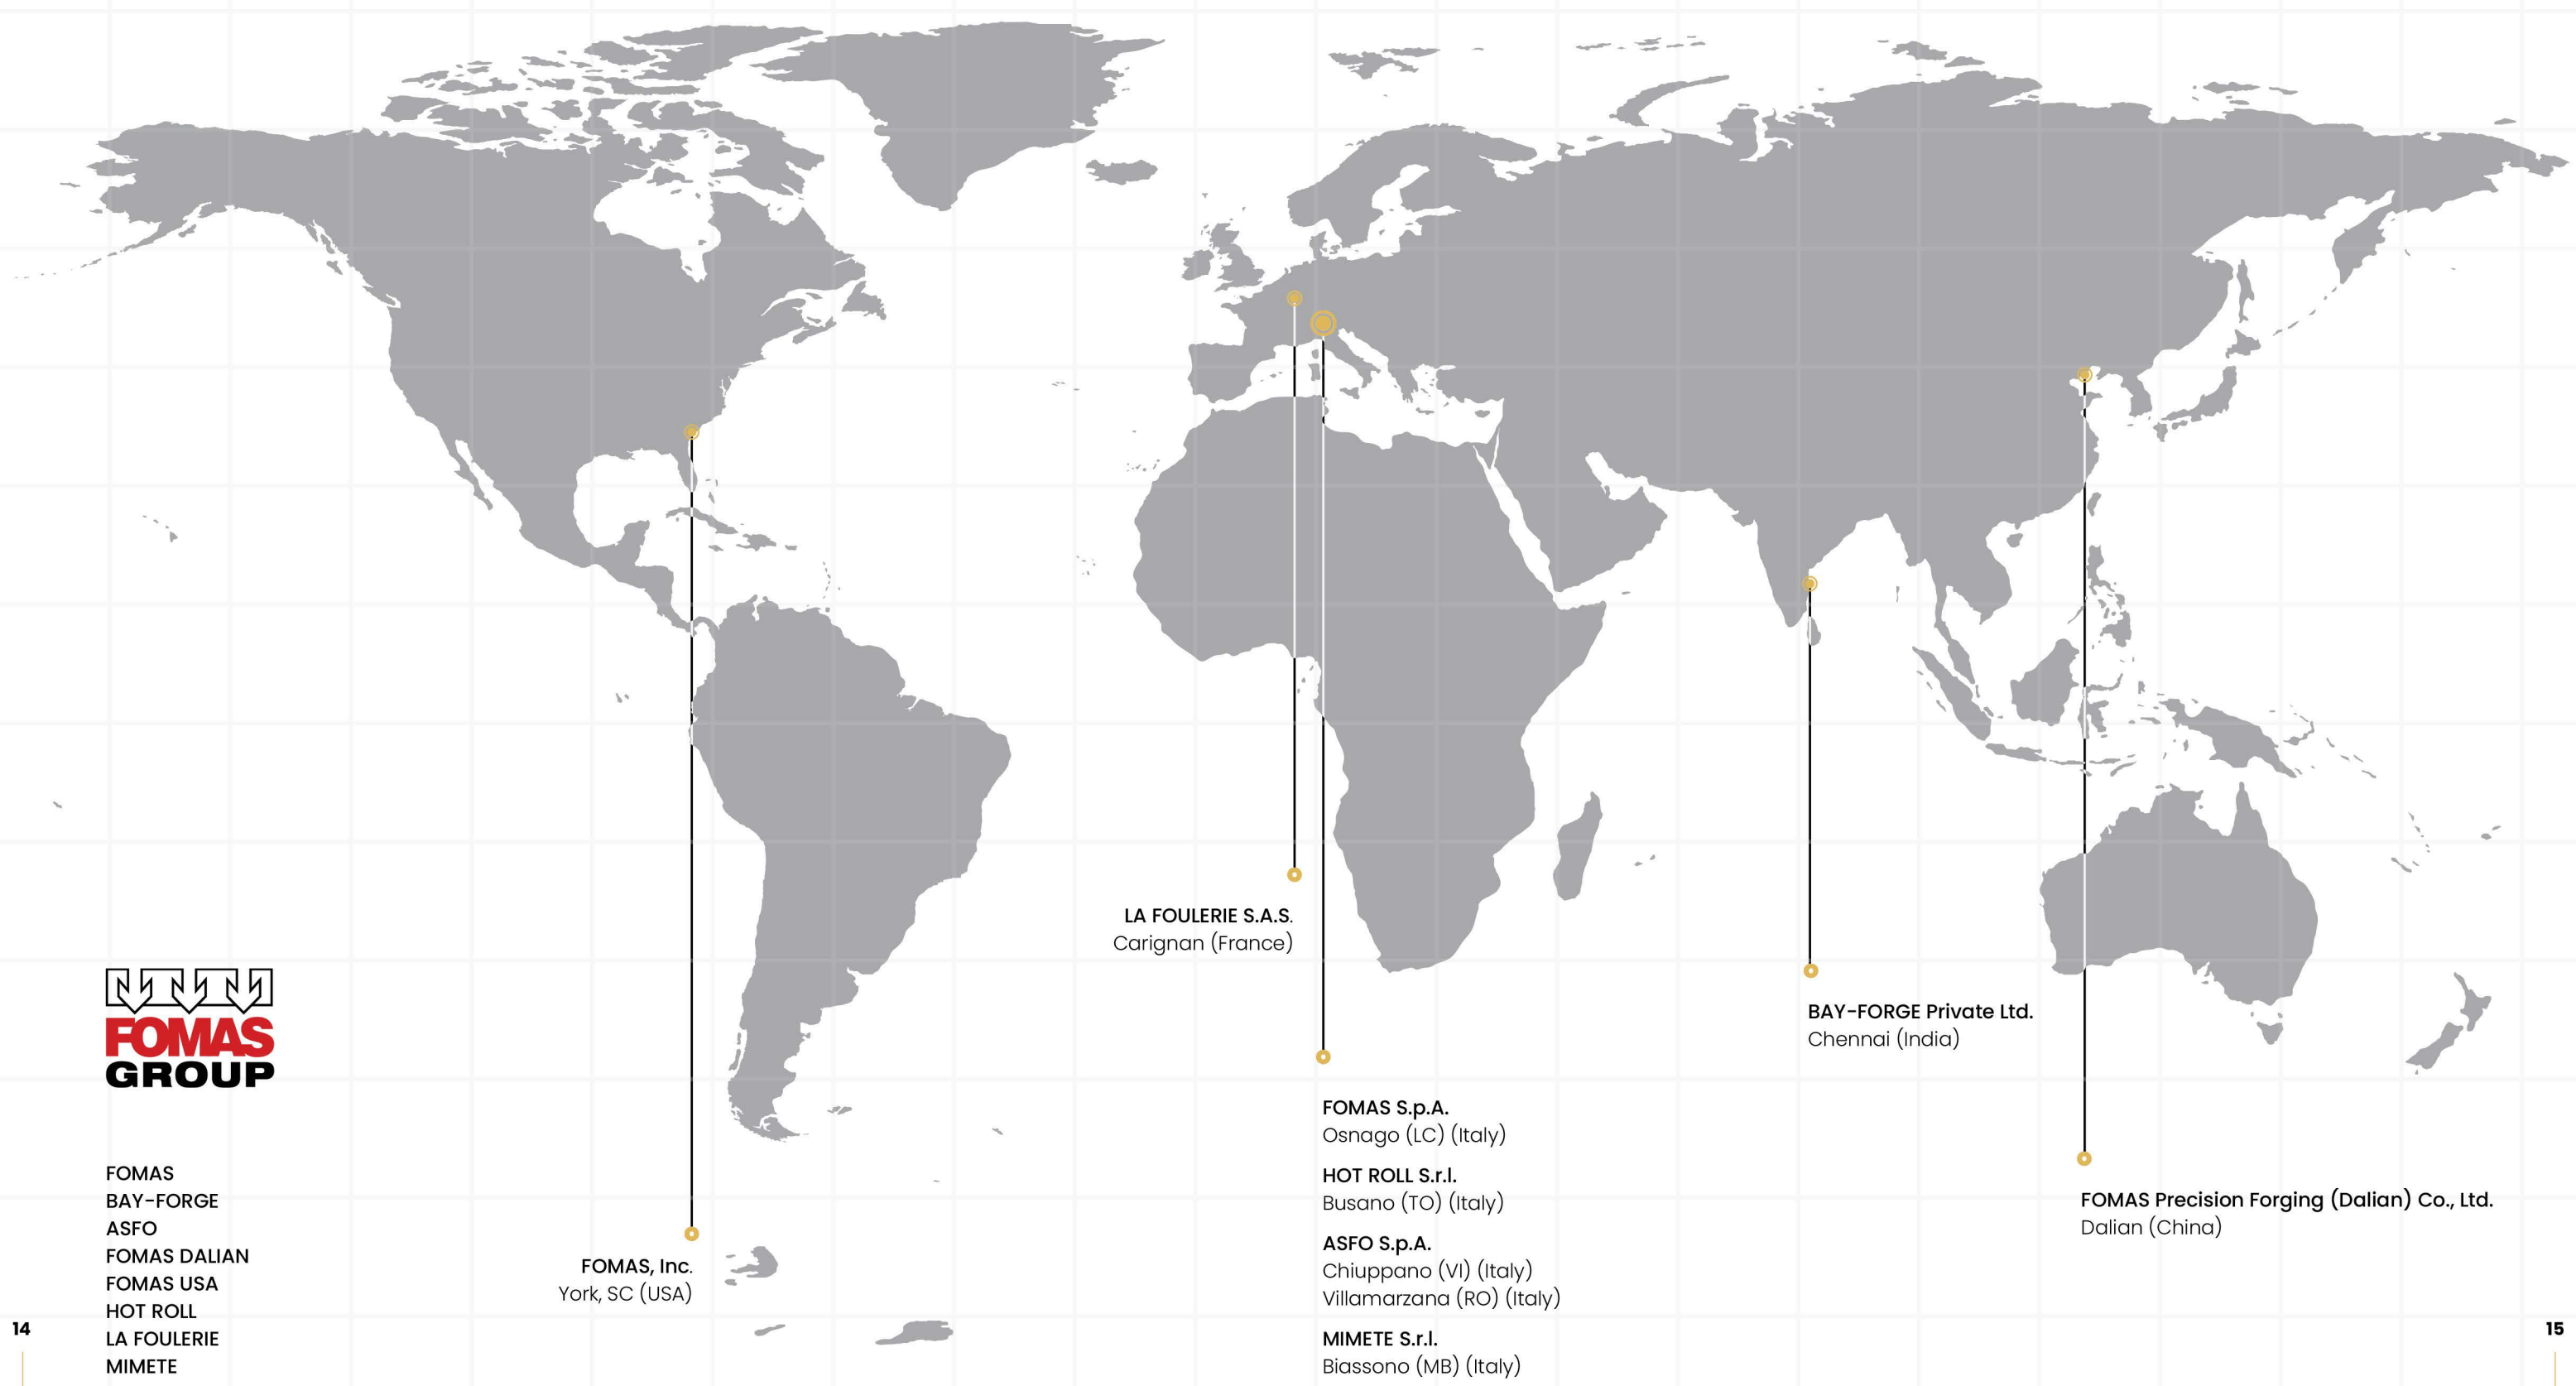 FOMAS
GROUP
FOMAS
BAY-FORGE
ASFO
FOMAS DALIAN
FOMAS USA
HOT ROLL
LA FOULERIE
MIMETE
14
FOMAS, Inc.
York, SC (USA)
LA FOULERIE S.A.S.
Carignan (France)
FOMAS S.p.A.
Osnago (LC) (Italy)
HOT ROLL S.r.l.
Busano (TO) (Italy)
ASFO S.p.A.
Chiuppano (VI) (Italy)
Villamarzana (RO) (Italy)
MIMETE S.r.l.
Biassono (MB) (Italy)
BAY-FORGE Private Ltd.
Chennai (India)
FOMAS Precision Forging (Dalian) Co., Ltd.
Dalian (China)
15